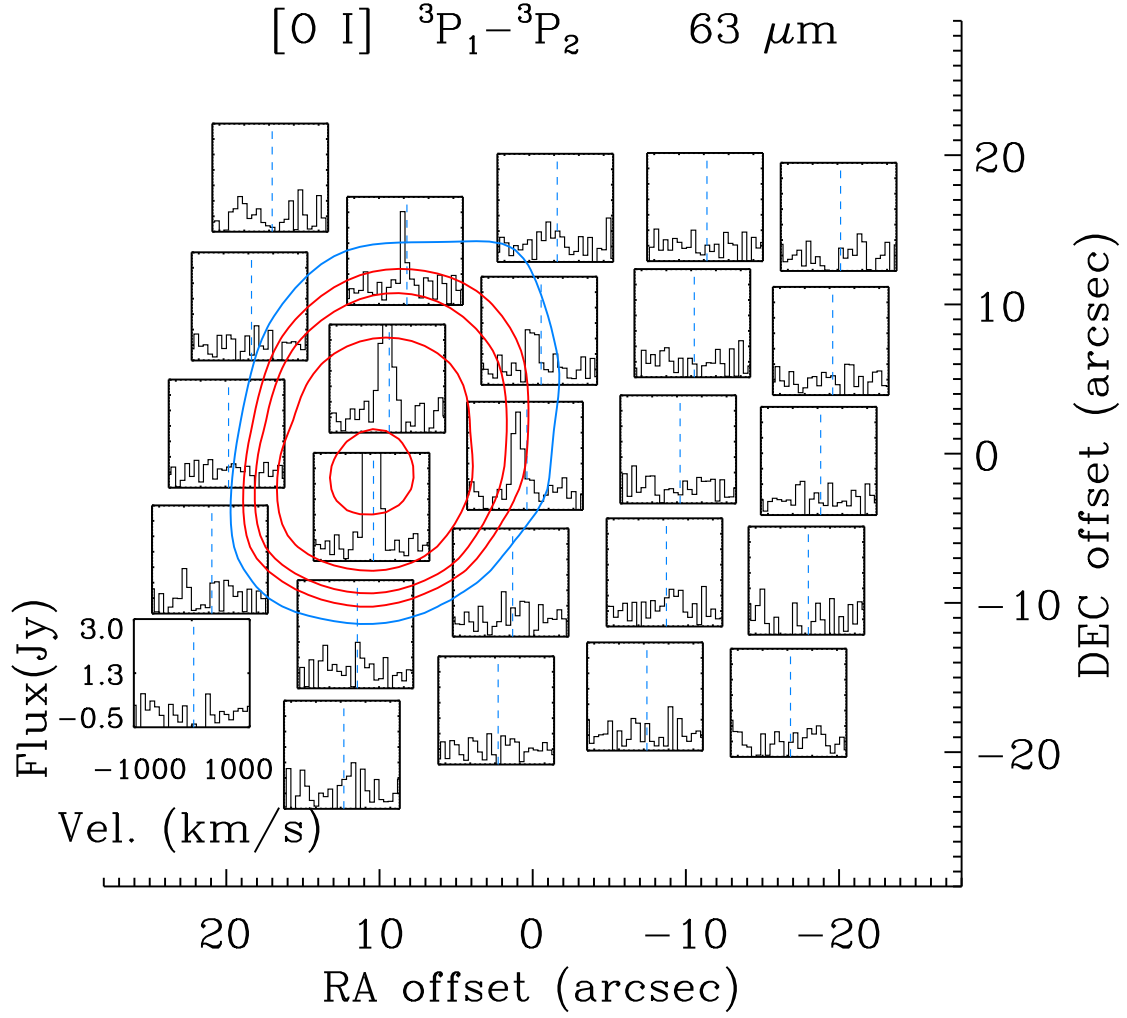 [O I] ³P₁−³P₂ 63 μm
20
10
0
−10
−20
DEC offset (arcsec)
Flux(Jy)
3.0
1.3
−0.5
−1000 1000
Vel. (km/s)
20 10 0 −10 −20
RA offset (arcsec)